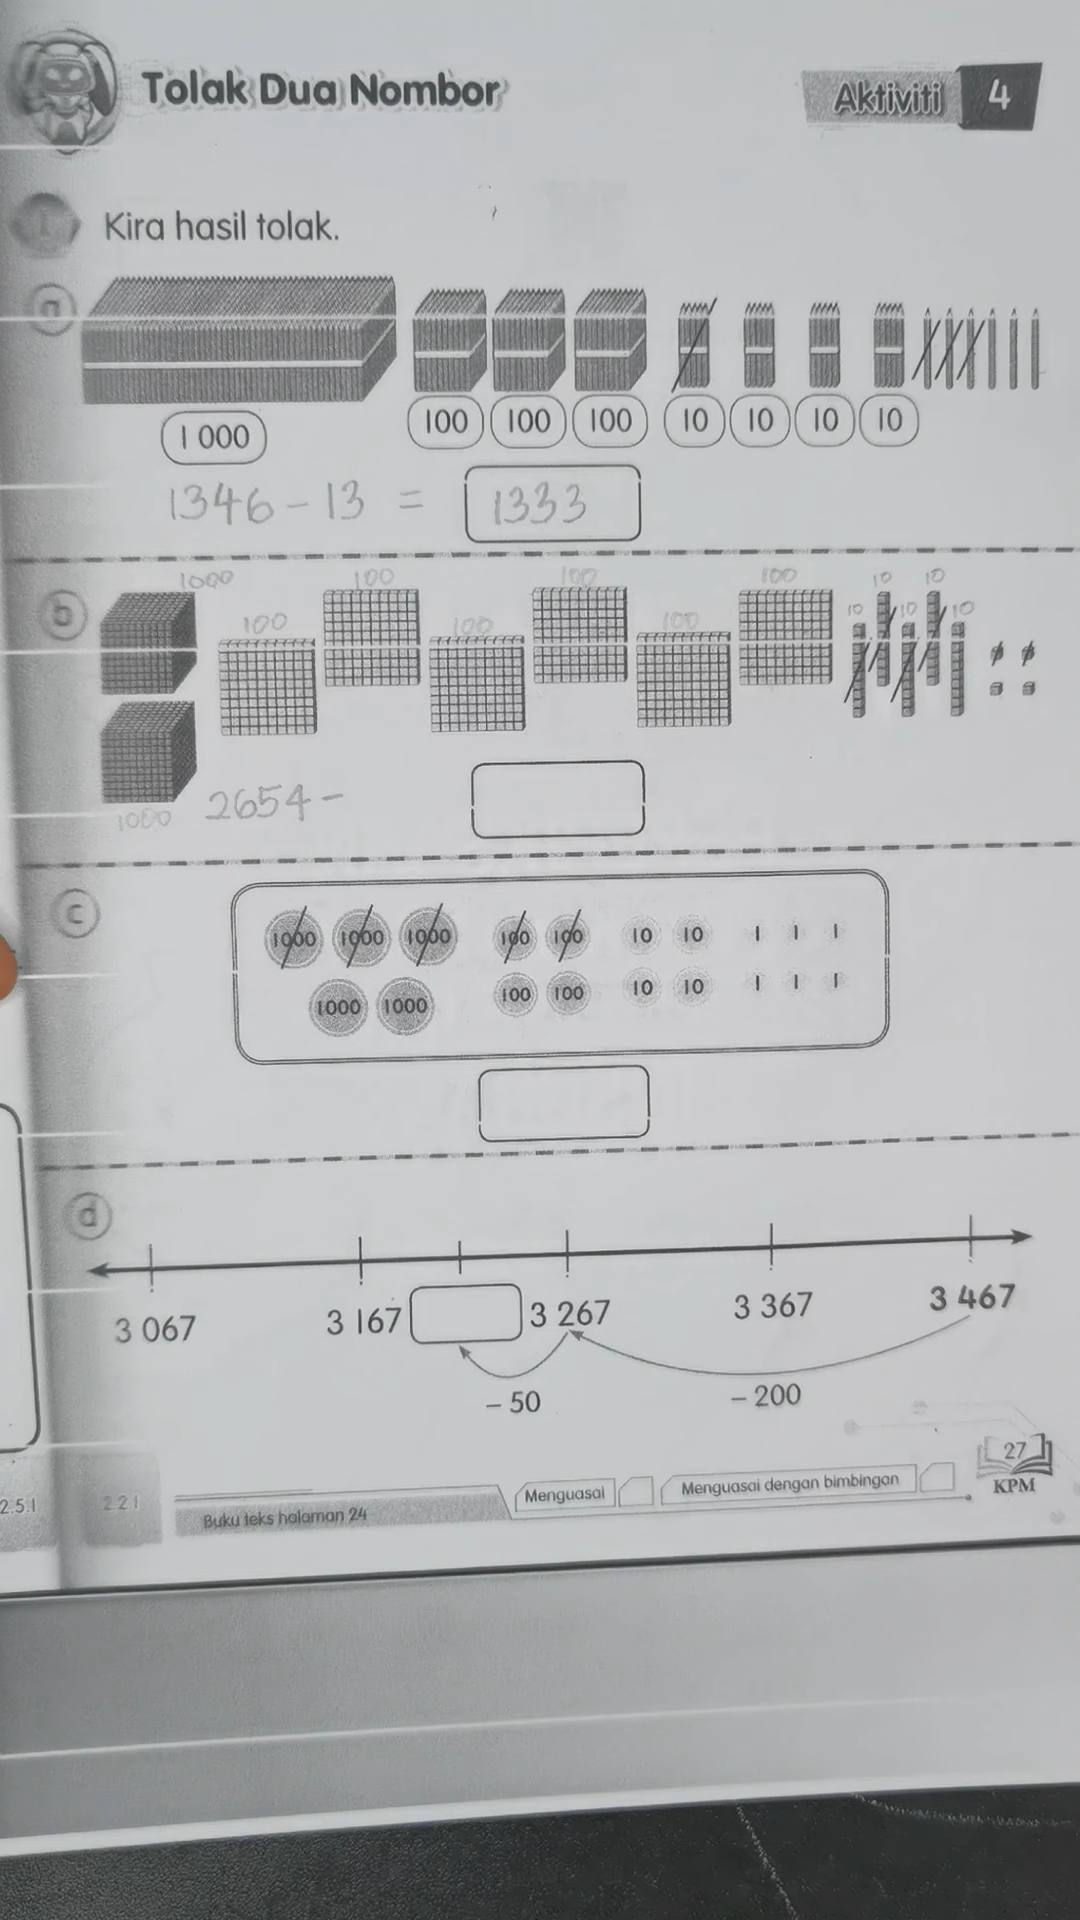 Tolak Dua Nombor
Aktiviti 4
1 Kira hasil tolak.
a
1 000 100 100 100 10 10 10 10
1346 - 13 = 1333
b
1000 100 100 100 100 100 100 10 10 10 10 10
1000 2654 -
c
1000 1000 1000 100 100 10 10 1 1 1
1000 1000 100 100 10 10 1 1 1
d
3 067 3 167 3 267 3 367 3 467
- 50 - 200
27
KPM
Menguasai Menguasai dengan bimbingan
2.5.1 2.2.1 Buku teks halaman 24